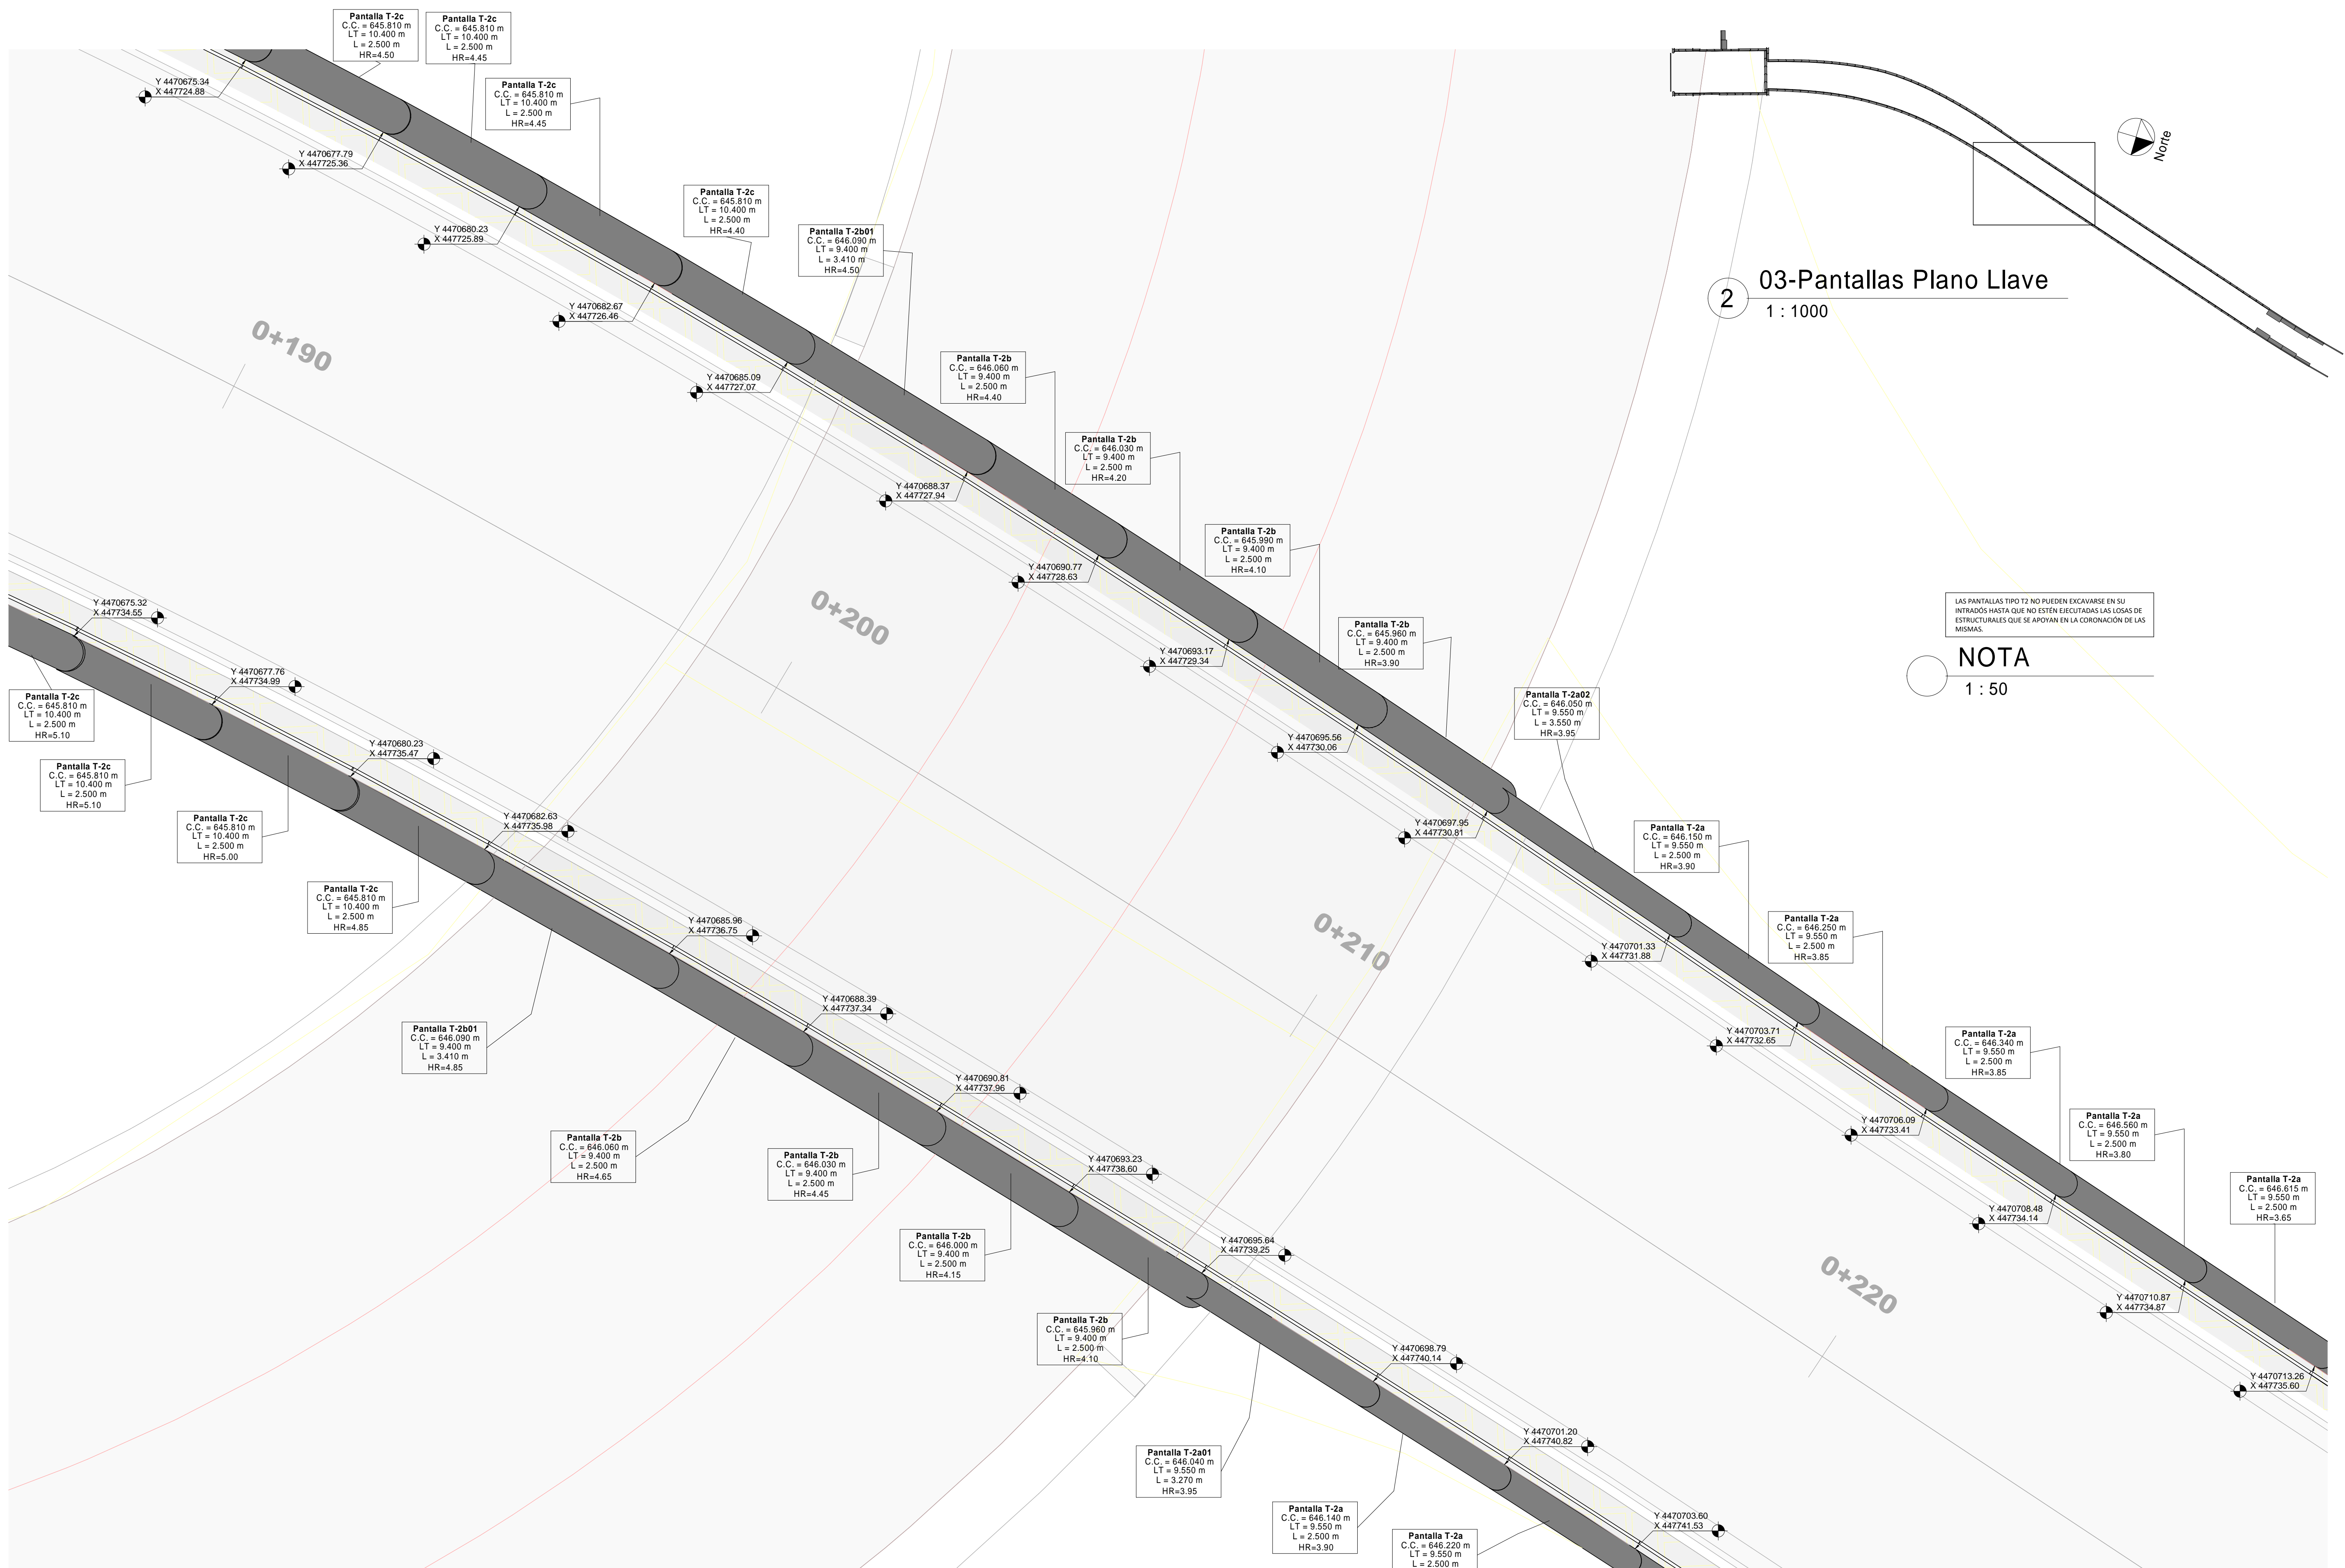 Pantalla T-2c
C.C. = 645.810 m
LT = 10.400 m
L = 2.500 m
HR=4.50
Pantalla T-2c
C.C. = 645.810 m
LT = 10.400 m
L = 2.500 m
HR=4.45
Pantalla T-2c
C.C. = 645.810 m
LT = 10.400 m
L = 2.500 m
HR=4.45
Pantalla T-2c
C.C. = 645.810 m
LT = 10.400 m
L = 2.500 m
HR=4.40
Pantalla T-2b01
C.C. = 646.090 m
LT = 9.400 m
L = 3.410 m
HR=4.50
Pantalla T-2b
C.C. = 646.060 m
LT = 9.400 m
L = 2.500 m
HR=4.40
Pantalla T-2b
C.C. = 646.030 m
LT = 9.400 m
L = 2.500 m
HR=4.20
Pantalla T-2b
C.C. = 645.990 m
LT = 9.400 m
L = 2.500 m
HR=4.10
Pantalla T-2b
C.C. = 645.960 m
LT = 9.400 m
L = 2.500 m
HR=3.90
Pantalla T-2a02
C.C. = 646.050 m
LT = 9.550 m
L = 3.550 m
HR=3.95
Pantalla T-2a
C.C. = 646.150 m
LT = 9.550 m
L = 2.500 m
HR=3.90
Pantalla T-2a
C.C. = 646.250 m
LT = 9.550 m
L = 2.500 m
HR=3.85
Pantalla T-2a
C.C. = 646.340 m
LT = 9.550 m
L = 2.500 m
HR=3.85
Pantalla T-2a
C.C. = 646.560 m
LT = 9.550 m
L = 2.500 m
HR=3.80
Pantalla T-2a
C.C. = 646.615 m
LT = 9.550 m
L = 2.500 m
HR=3.65
Y 4470675.34
X 447724.88
Y 4470677.79
X 447725.36
Y 4470680.23
X 447725.89
Y 4470682.67
X 447726.46
Y 4470685.09
X 447727.07
Y 4470688.37
X 447727.94
Y 4470690.77
X 447728.63
Y 4470693.17
X 447729.34
Y 4470695.56
X 447730.06
Y 4470697.95
X 447730.81
Y 4470701.33
X 447731.88
Y 4470703.71
X 447732.65
Y 4470706.09
X 447733.41
Y 4470708.48
X 447734.14
Y 4470710.87
X 447734.87
Y 4470713.26
X 447735.60
0+190
0+200
0+210
0+220
Y 4470675.32
X 447734.55
Y 4470677.76
X 447734.99
Y 4470680.23
X 447735.47
Y 4470682.63
X 447735.98
Y 4470685.96
X 447736.75
Y 4470688.39
X 447737.34
Y 4470690.81
X 447737.96
Y 4470693.23
X 447738.60
Y 4470695.64
X 447739.25
Y 4470698.79
X 447740.14
Y 4470701.20
X 447740.82
Y 4470703.60
X 447741.53
Pantalla T-2c
C.C. = 645.810 m
LT = 10.400 m
L = 2.500 m
HR=5.10
Pantalla T-2c
C.C. = 645.810 m
LT = 10.400 m
L = 2.500 m
HR=5.10
Pantalla T-2c
C.C. = 645.810 m
LT = 10.400 m
L = 2.500 m
HR=5.00
Pantalla T-2c
C.C. = 645.810 m
LT = 10.400 m
L = 2.500 m
HR=4.85
Pantalla T-2b01
C.C. = 646.090 m
LT = 9.400 m
L = 3.410 m
HR=4.85
Pantalla T-2b
C.C. = 646.060 m
LT = 9.400 m
L = 2.500 m
HR=4.65
Pantalla T-2b
C.C. = 646.030 m
LT = 9.400 m
L = 2.500 m
HR=4.45
Pantalla T-2b
C.C. = 646.000 m
LT = 9.400 m
L = 2.500 m
HR=4.15
Pantalla T-2b
C.C. = 645.960 m
LT = 9.400 m
L = 2.500 m
HR=4.10
Pantalla T-2a01
C.C. = 646.040 m
LT = 9.550 m
L = 3.270 m
HR=3.95
Pantalla T-2a
C.C. = 646.140 m
LT = 9.550 m
L = 2.500 m
HR=3.90
Pantalla T-2a
C.C. = 646.220 m
LT = 9.550 m
L = 2.500 m
Norte
2
03-Pantallas Plano Llave
1 : 1000
LAS PANTALLAS TIPO T2 NO PUEDEN EXCAVARSE EN SU
INTRADÓS HASTA QUE NO ESTÉN EJECUTADAS LAS LOSAS DE
ESTRUCTURALES QUE SE APOYAN EN LA CORONACIÓN DE LAS
MISMAS.
NOTA
1 : 50